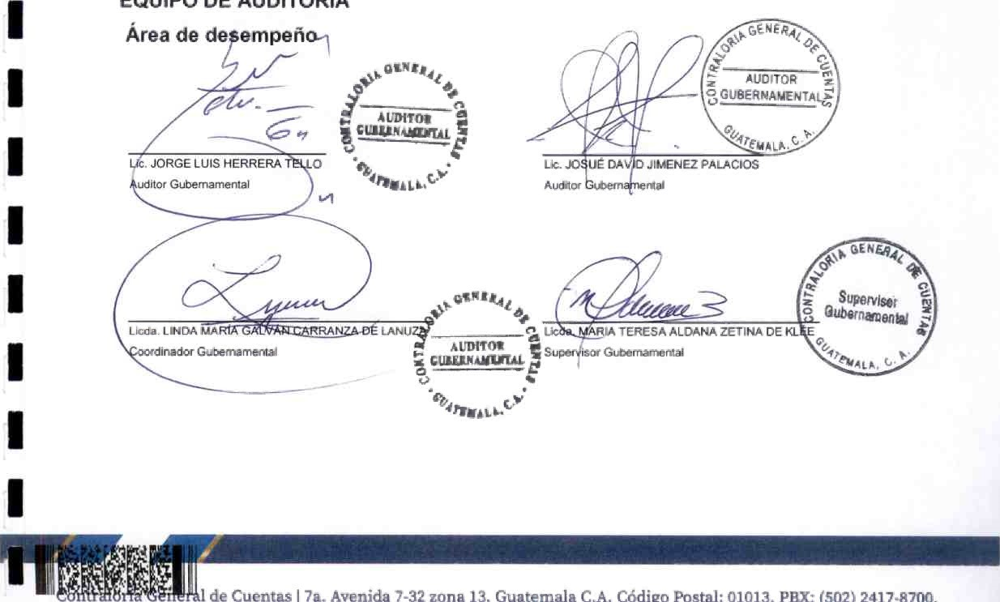 EQUIPO DE AUDITORÍA
Área de desempeño
CONTRALORIA GENERAL DE CUENTAS
AUDITOR
GUBERNAMENTAL
GUATEMALA, C.A.
CONTRALORIA GENERAL DE CUENTAS
AUDITOR
GUBERNAMENTAL
GUATEMALA, C. A.
Lic. JORGE LUIS HERRERA TELLO
Auditor Gubernamental
Lic. JOSUÉ DAVID JIMENEZ PALACIOS
Auditor Gubernamental
CONTRALORIA GENERAL DE CUENTAS
AUDITOR
GUBERNAMENTAL
GUATEMALA, C.A.
CONTRALORIA GENERAL DE CUENTAS
Supervisor
Gubernamental
GUATEMALA, C. A.
Licda. LINDA MARÍA GALVÁN CARRANZA DE LANUZA
Coordinador Gubernamental
Licda. MARIA TERESA ALDANA ZETINA DE KLEE
Supervisor Gubernamental
Contraloría General de Cuentas | 7a. Avenida 7-32 zona 13, Guatemala C.A. Código Postal: 01013, PBX: (502) 2417-8700.